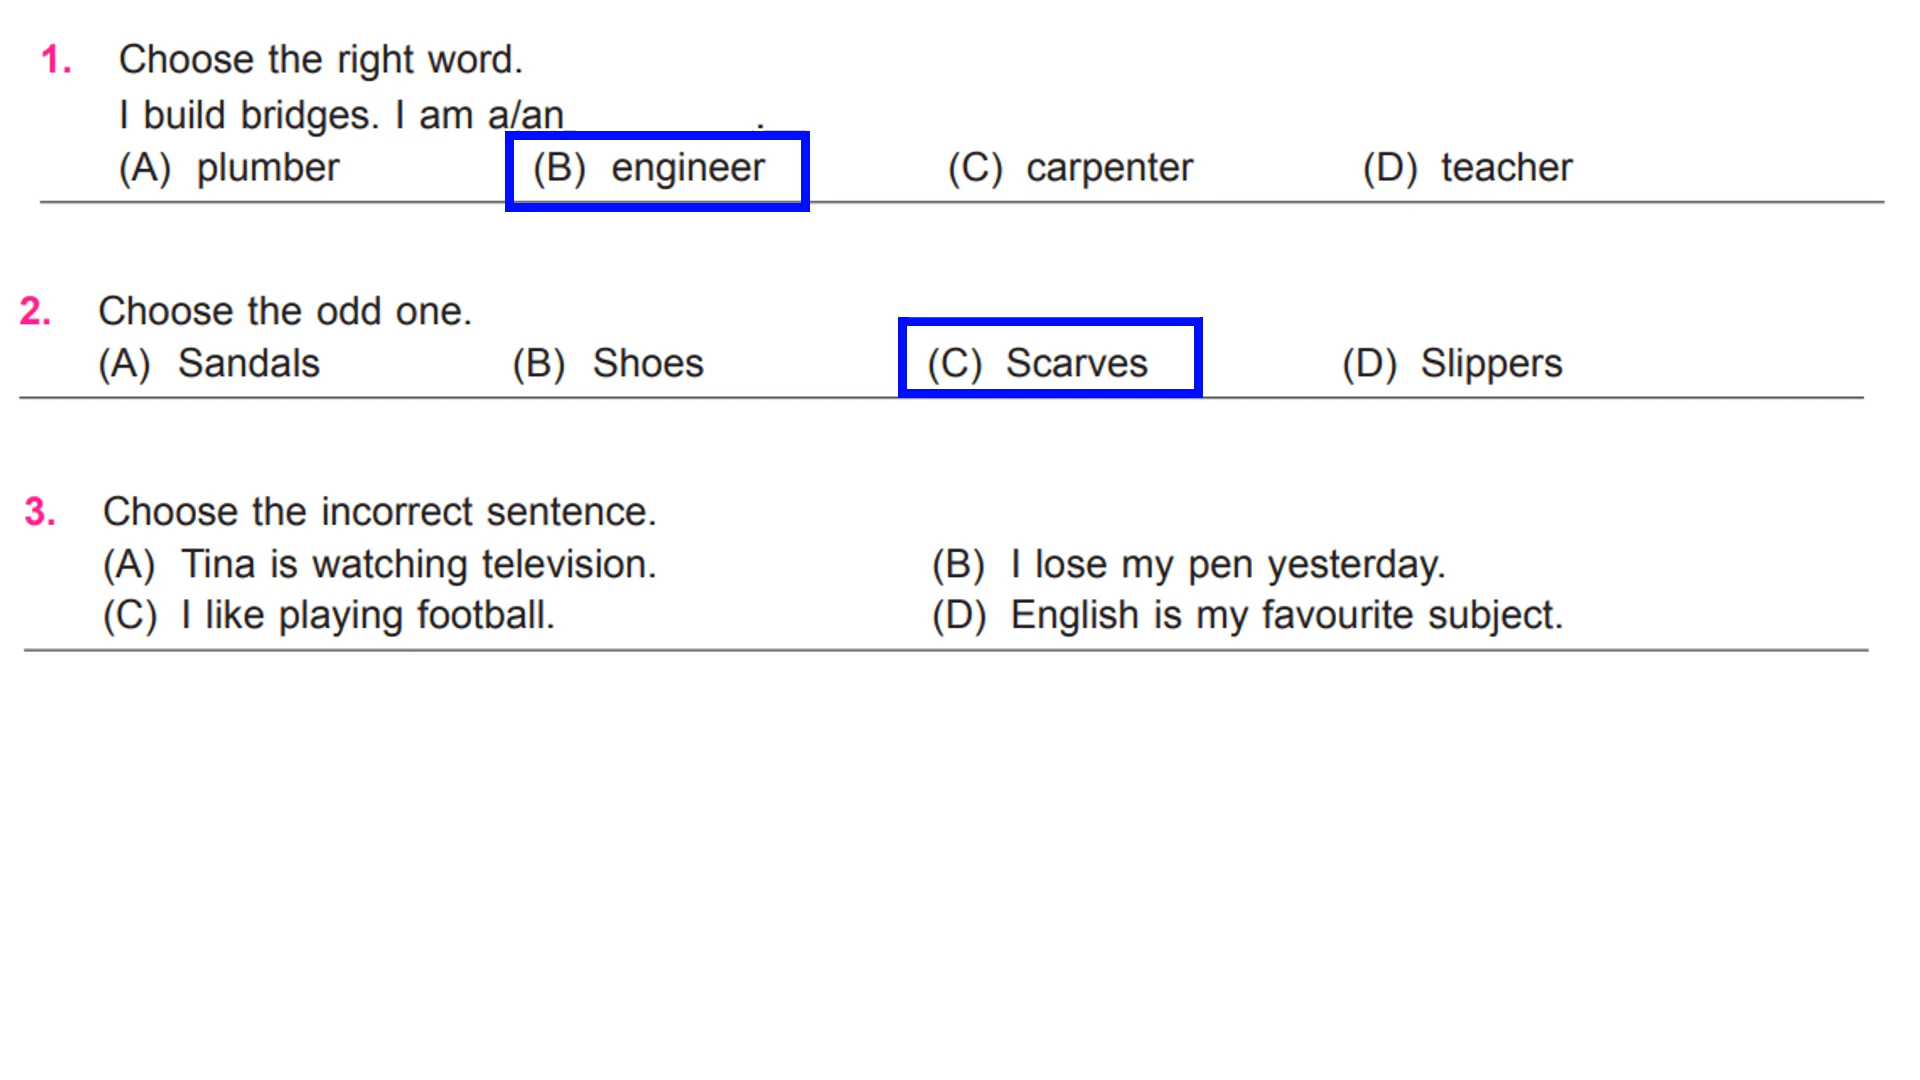 1. Choose the right word.
I build bridges. I am a/an ________.
(A) plumber (B) engineer (C) carpenter (D) teacher
2. Choose the odd one.
(A) Sandals (B) Shoes (C) Scarves (D) Slippers
3. Choose the incorrect sentence.
(A) Tina is watching television. (B) I lose my pen yesterday.
(C) I like playing football. (D) English is my favourite subject.